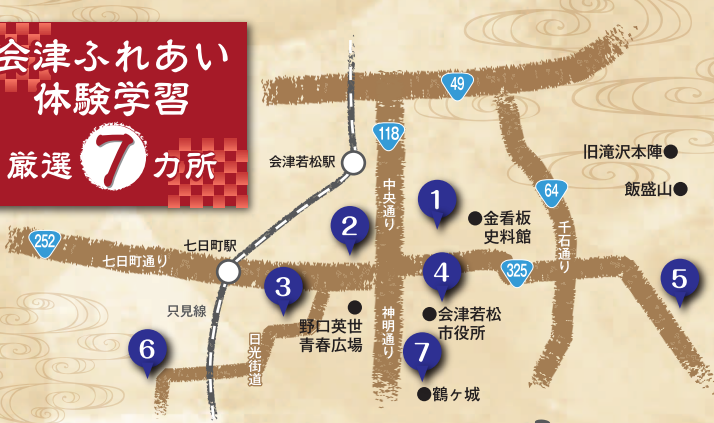 会津ふれあい
体験学習
厳選7カ所
49
118
会津若松駅
中央通り
旧滝沢本陣
飯盛山
64
千石通り
1
金看板
史料館
2
252
七日町駅
七日町通り
4
325
5
3
只見線
野口英世
青春広場
会津若松
市役所
神明通り
日光街道
6
7
鶴ヶ城